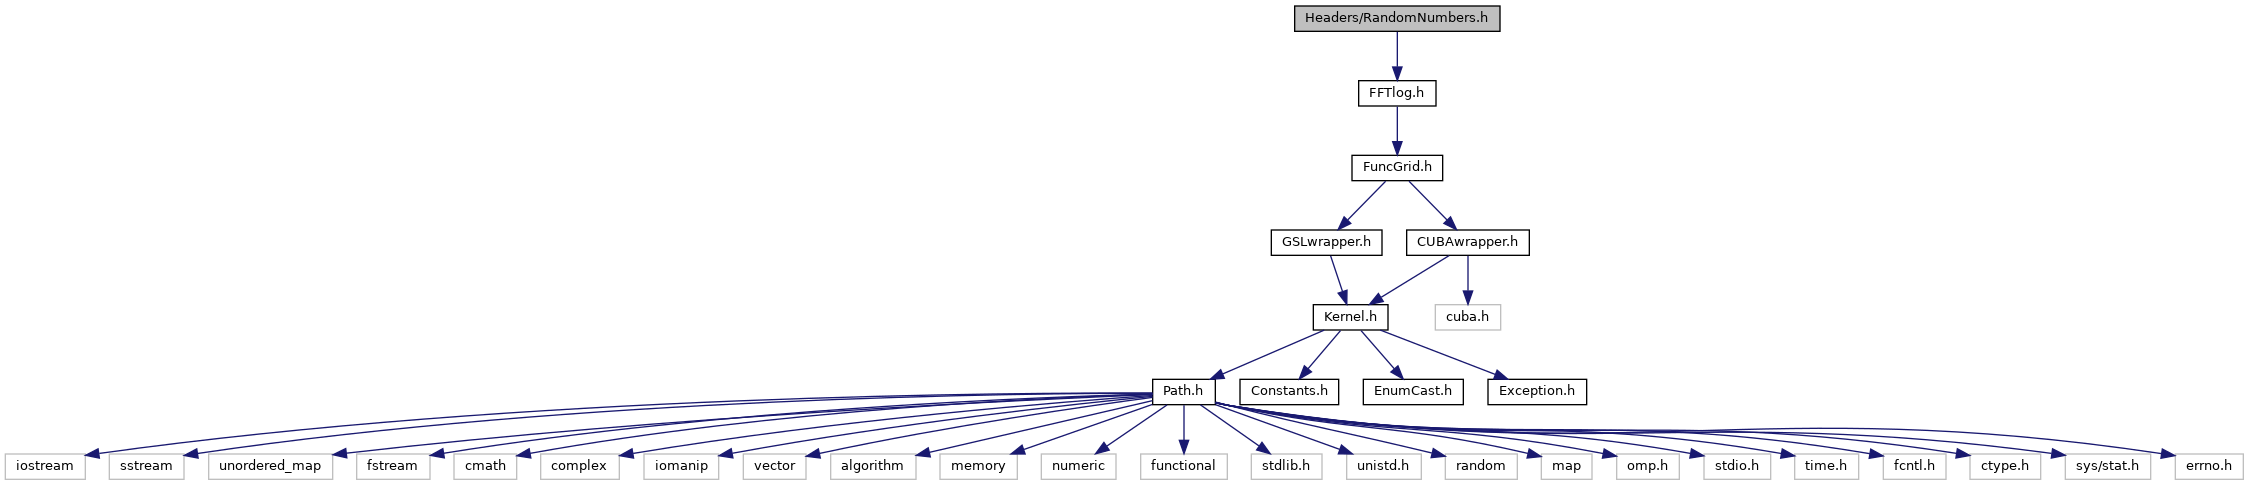 Headers/RandomNumbers.h
FFTlog.h
FuncGrid.h
GSLwrapper.h
CUBAwrapper.h
Kernel.h
cuba.h
Path.h
Constants.h
EnumCast.h
Exception.h
iostream
sstream
unordered_map
fstream
cmath
complex
iomanip
vector
algorithm
memory
numeric
functional
stdlib.h
unistd.h
random
map
omp.h
stdio.h
time.h
fcntl.h
ctype.h
sys/stat.h
errno.h